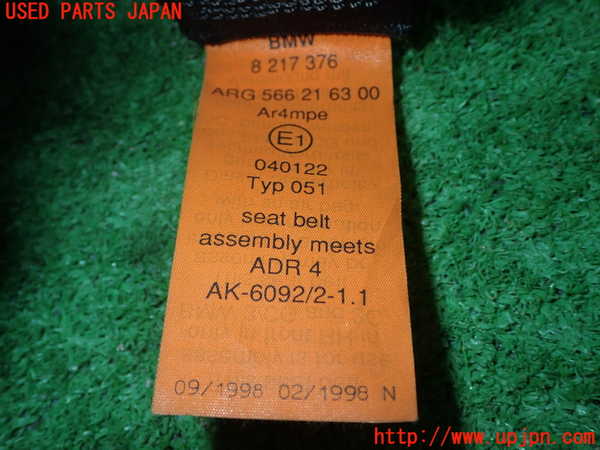 USED PARTS JAPAN
BMW
8 217 376
ARG 566 21 63 00
Ar4mpe
E1
040122
Typ 051
seat belt
assembly meets
ADR 4
AK-6092/2-1.1
09/1998 02/1998 N
http://www.upjpn.com/